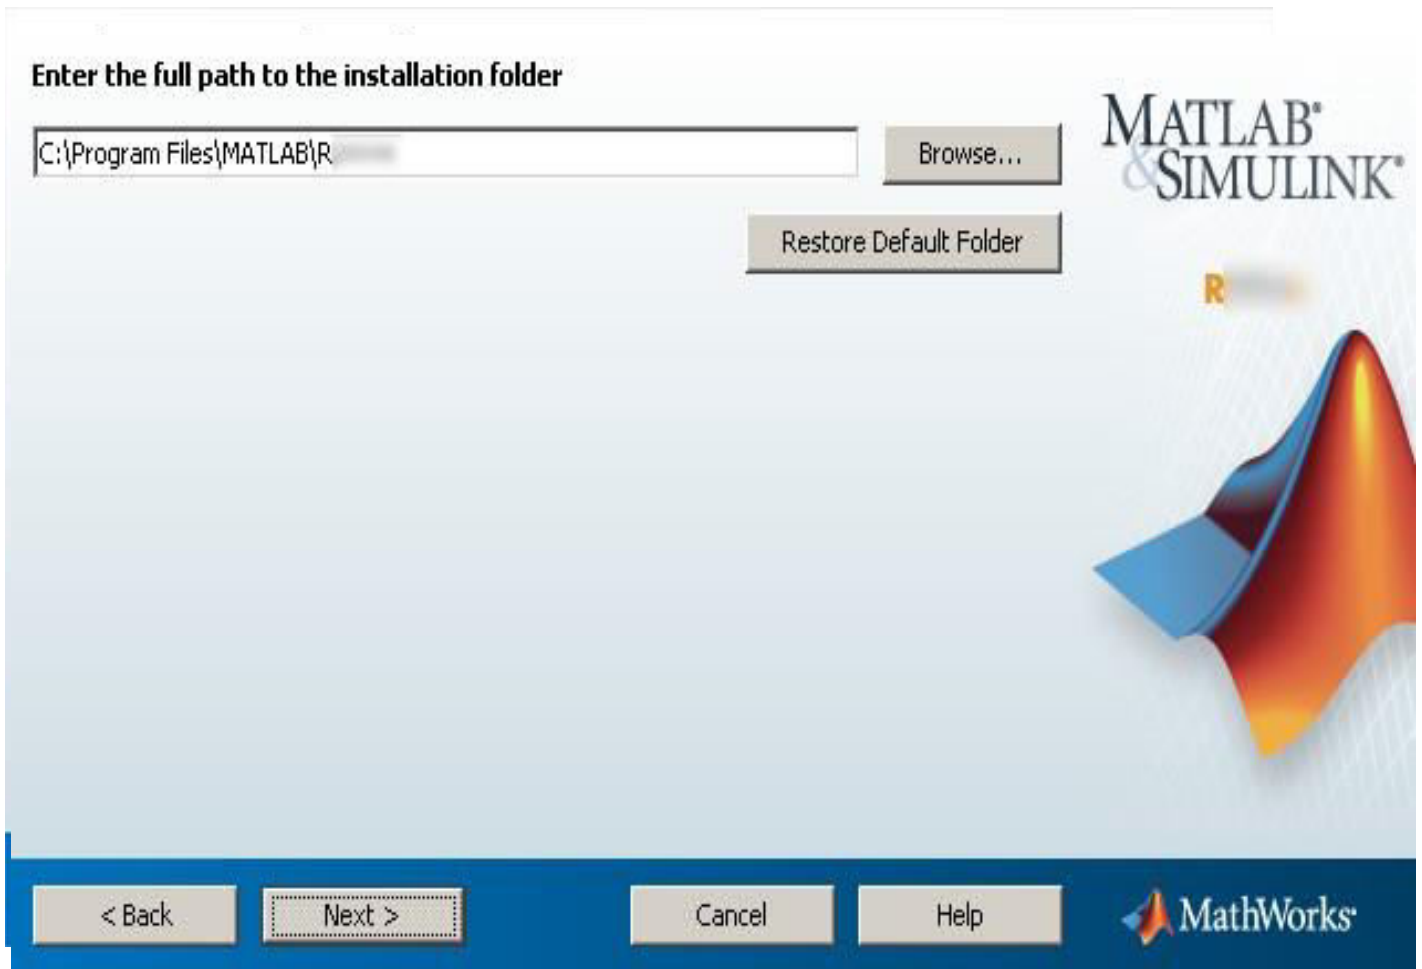 Enter the full path to the installation folder
C:\Program Files\MATLAB\R
Browse...
Restore Default Folder
MATLAB®
&SIMULINK®
R
< Back
Next >
Cancel
Help
MathWorks®